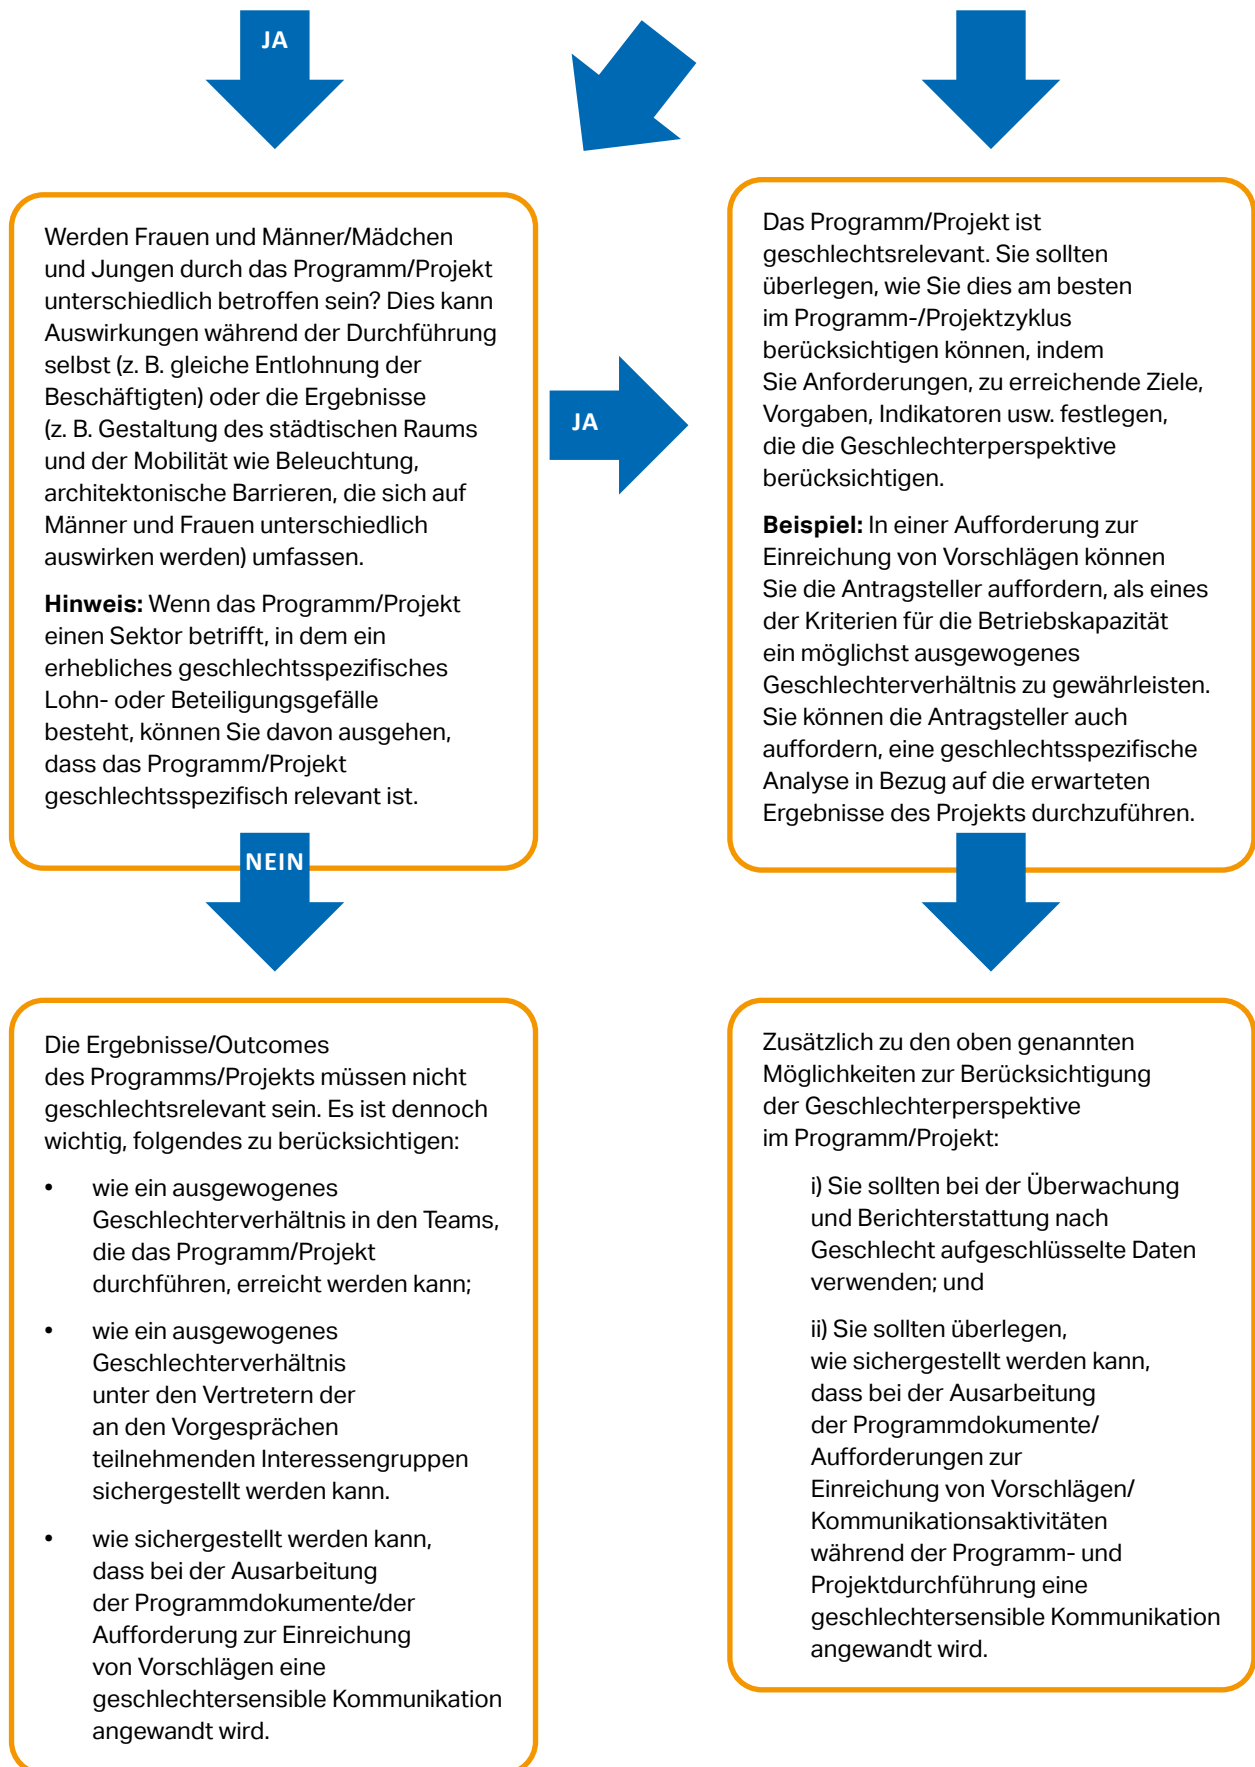 JA
Werden Frauen und Männer/Mädchen
und Jungen durch das Programm/Projekt
unterschiedlich betroffen sein? Dies kann
Auswirkungen während der Durchführung
selbst (z. B. gleiche Entlohnung der
Beschäftigten) oder die Ergebnisse
(z. B. Gestaltung des städtischen Raums
und der Mobilität wie Beleuchtung,
architektonische Barrieren, die sich auf
Männer und Frauen unterschiedlich
auswirken werden) umfassen.
Hinweis: Wenn das Programm/Projekt
einen Sektor betrifft, in dem ein
erhebliches geschlechtsspezifisches
Lohn- oder Beteiligungsgefälle
besteht, können Sie davon ausgehen,
dass das Programm/Projekt
geschlechtsspezifisch relevant ist.
JA
Das Programm/Projekt ist
geschlechtsrelevant. Sie sollten
überlegen, wie Sie dies am besten
im Programm-/Projektzyklus
berücksichtigen können, indem
Sie Anforderungen, zu erreichende Ziele,
Vorgaben, Indikatoren usw. festlegen,
die die Geschlechterperspektive
berücksichtigen.
Beispiel: In einer Aufforderung zur
Einreichung von Vorschlägen können
Sie die Antragsteller auffordern, als eines
der Kriterien für die Betriebskapazität
ein möglichst ausgewogenes
Geschlechterverhältnis zu gewährleisten.
Sie können die Antragsteller auch
auffordern, eine geschlechtsspezifische
Analyse in Bezug auf die erwarteten
Ergebnisse des Projekts durchzuführen.
NEIN
Die Ergebnisse/Outcomes
des Programms/Projekts müssen nicht
geschlechtsrelevant sein. Es ist dennoch
wichtig, folgendes zu berücksichtigen:
• wie ein ausgewogenes
Geschlechterverhältnis in den Teams,
die das Programm/Projekt
durchführen, erreicht werden kann;
• wie ein ausgewogenes
Geschlechterverhältnis
unter den Vertretern der
an den Vorgesprächen
teilnehmenden Interessengruppen
sichergestellt werden kann.
• wie sichergestellt werden kann,
dass bei der Ausarbeitung
der Programmdokumente/der
Aufforderung zur Einreichung
von Vorschlägen eine
geschlechtersensible Kommunikation
angewandt wird.
Zusätzlich zu den oben genannten
Möglichkeiten zur Berücksichtigung
der Geschlechterperspektive
im Programm/Projekt:
i) Sie sollten bei der Überwachung
und Berichterstattung nach
Geschlecht aufgeschlüsselte Daten
verwenden; und
ii) Sie sollten überlegen,
wie sichergestellt werden kann,
dass bei der Ausarbeitung
der Programmdokumente/
Aufforderungen zur
Einreichung von Vorschlägen/
Kommunikationsaktivitäten
während der Programm- und
Projektdurchführung eine
geschlechtersensible Kommunikation
angewandt wird.